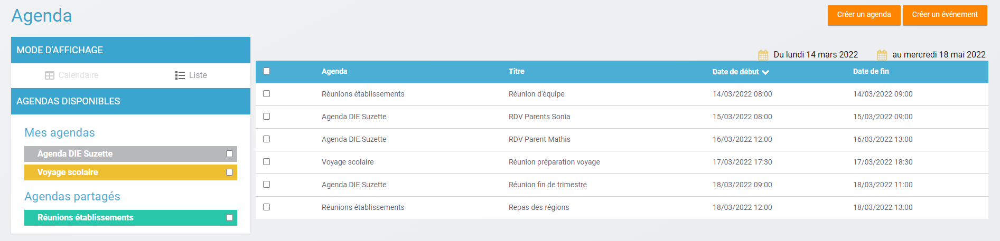 Agenda
Créer un agenda Créer un événement
MODE D'AFFICHAGE
Calendaire Liste
AGENDAS DISPONIBLES
Mes agendas
Agenda DIE Suzette
Voyage scolaire
Agendas partagés
Réunions établissements
Du lundi 14 mars 2022 au mercredi 18 mai 2022
Agenda Titre Date de début Date de fin
Réunions établissements Réunion d'équipe 14/03/2022 08:00 14/03/2022 09:00
Agenda DIE Suzette RDV Parents Sonia 15/03/2022 08:00 15/03/2022 09:00
Agenda DIE Suzette RDV Parent Mathis 16/03/2022 12:00 16/03/2022 13:00
Voyage scolaire Réunion préparation voyage 17/03/2022 17:30 17/03/2022 18:30
Agenda DIE Suzette Réunion fin de trimestre 18/03/2022 09:00 18/03/2022 11:00
Réunions établissements Repas des régions 18/03/2022 12:00 18/03/2022 13:00